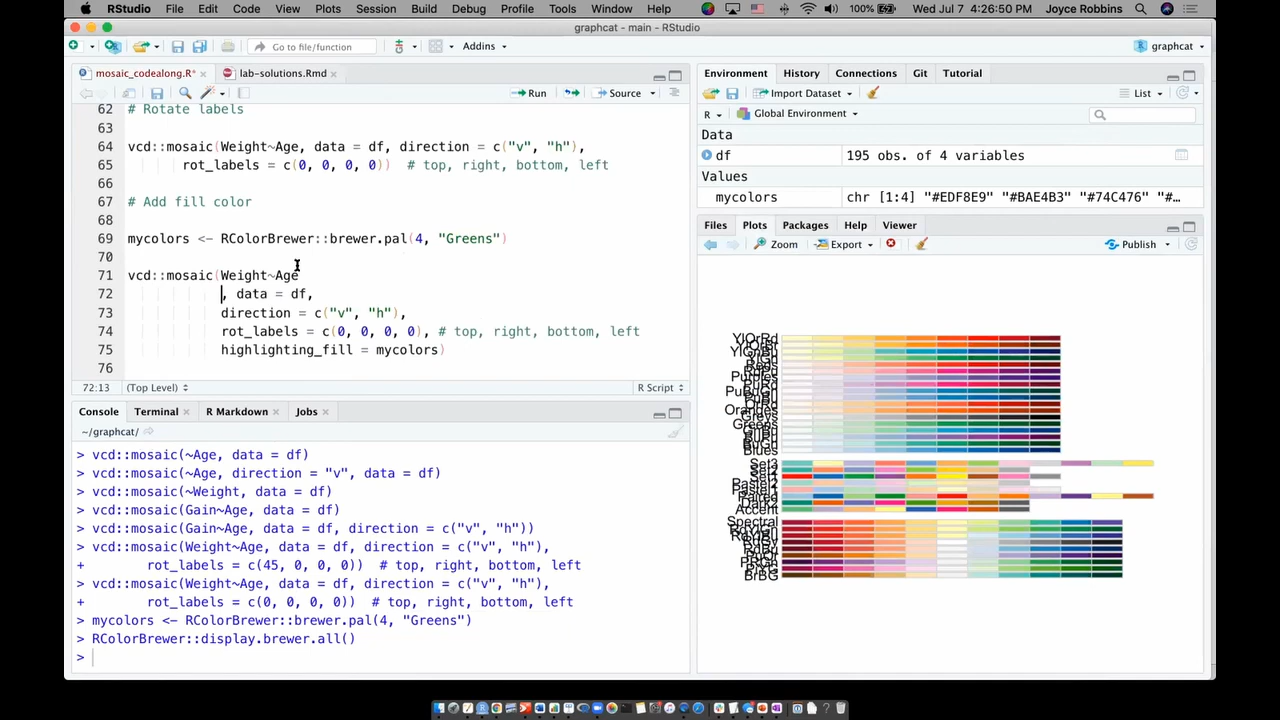 RStudio File Edit Code View Plots Session Build Debug Profile Tools Window Help 100% Wed Jul 7 4:26:50 PM Joyce Robbins
graphcat - main - RStudio
Go to file/function Addins graphcat
mosaic_codealong.R* lab-solutions.Rmd
Run Source
62 # Rotate labels
63
64 vcd::mosaic(Weight~Age, data = df, direction = c("v", "h"),
65 rot_labels = c(0, 0, 0, 0)) # top, right, bottom, left
66
67 # Add fill color
68
69 mycolors <- RColorBrewer::brewer.pal(4, "Greens")
70
71 vcd::mosaic(Weight~Age
72 , data = df,
73 direction = c("v", "h"),
74 rot_labels = c(0, 0, 0, 0), # top, right, bottom, left
75 highlighting_fill = mycolors)
76
72:13 (Top Level) R Script
Console Terminal R Markdown Jobs
~/graphcat/
> vcd::mosaic(~Age, data = df)
> vcd::mosaic(~Age, direction = "v", data = df)
> vcd::mosaic(~Weight, data = df)
> vcd::mosaic(Gain~Age, data = df)
> vcd::mosaic(Gain~Age, data = df, direction = c("v", "h"))
> vcd::mosaic(Weight~Age, data = df, direction = c("v", "h"),
+ rot_labels = c(45, 0, 0, 0)) # top, right, bottom, left
> vcd::mosaic(Weight~Age, data = df, direction = c("v", "h"),
+ rot_labels = c(0, 0, 0, 0)) # top, right, bottom, left
> mycolors <- RColorBrewer::brewer.pal(4, "Greens")
> RColorBrewer::display.brewer.all()
>
Environment History Connections Git Tutorial
Import Dataset List
R Global Environment
Data
df 195 obs. of 4 variables
Values
mycolors chr [1:4] "#EDF8E9" "#BAE4B3" "#74C476" "#…
Files Plots Packages Help Viewer
Zoom Export Publish
YlOrRd
Oranges
Greys
Greens
Blues
Set3
Accent
Spectral
BrBG